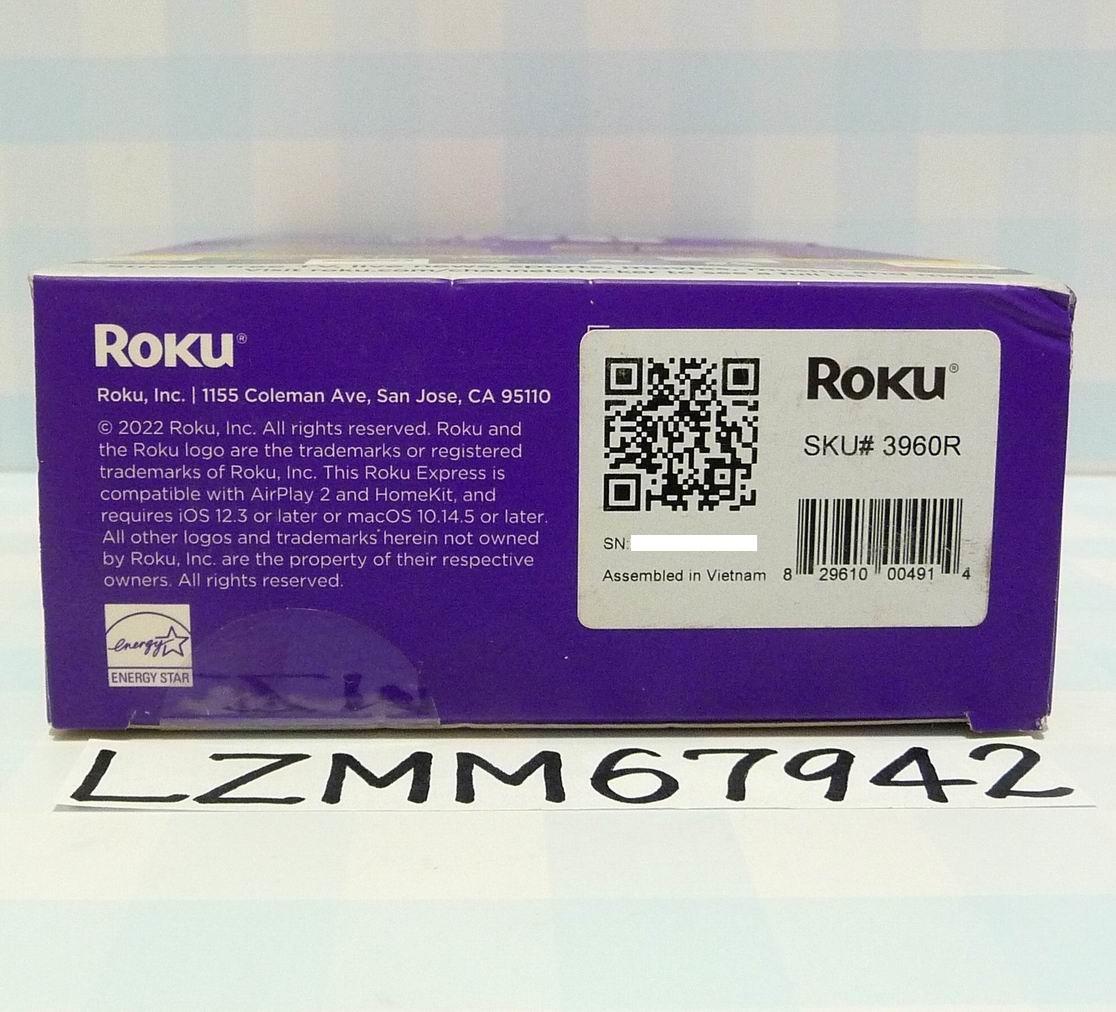 visit roku.com/channelchecker
Roku®
Roku, Inc. | 1155 Coleman Ave, San Jose, CA 95110
© 2022 Roku, Inc. All rights reserved. Roku and
the Roku logo are the trademarks or registered
trademarks of Roku, Inc. This Roku Express is
compatible with AirPlay 2 and HomeKit, and
requires iOS 12.3 or later or macOS 10.14.5 or later.
All other logos and trademarks herein not owned
by Roku, Inc. are the property of their respective
owners. All rights reserved.
energy
ENERGY STAR
Roku®
SKU# 3960R
SN:
Assembled in Vietnam
8 29610 00491 4
LZMM67942